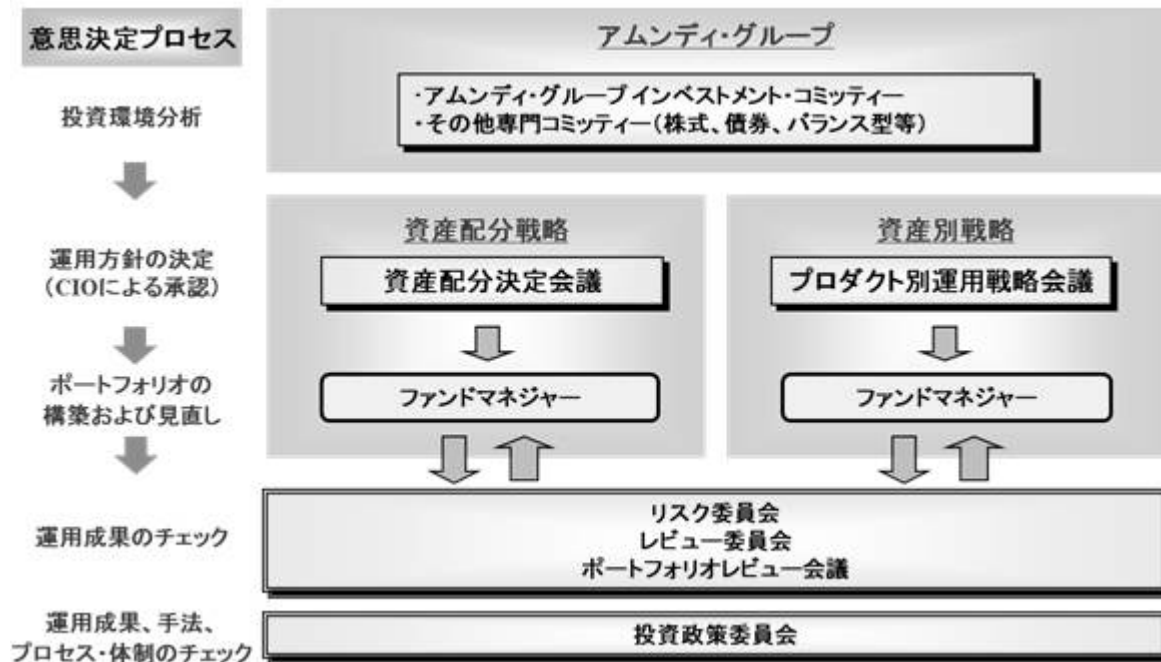 意思決定プロセス
投資環境分析
運用方針の決定
（CIOによる承認）
ポートフォリオの
構築および見直し
運用成果のチェック
運用成果、手法、
プロセス・体制のチェック
アムンディ・グループ
・アムンディ・グループ インベストメント・コミッティー
・その他専門コミッティー（株式、債券、バランス型等）
資産配分戦略
資産配分決定会議
ファンドマネジャー
資産別戦略
プロダクト別運用戦略会議
ファンドマネジャー
リスク委員会
レビュー委員会
ポートフォリオレビュー会議
投資政策委員会